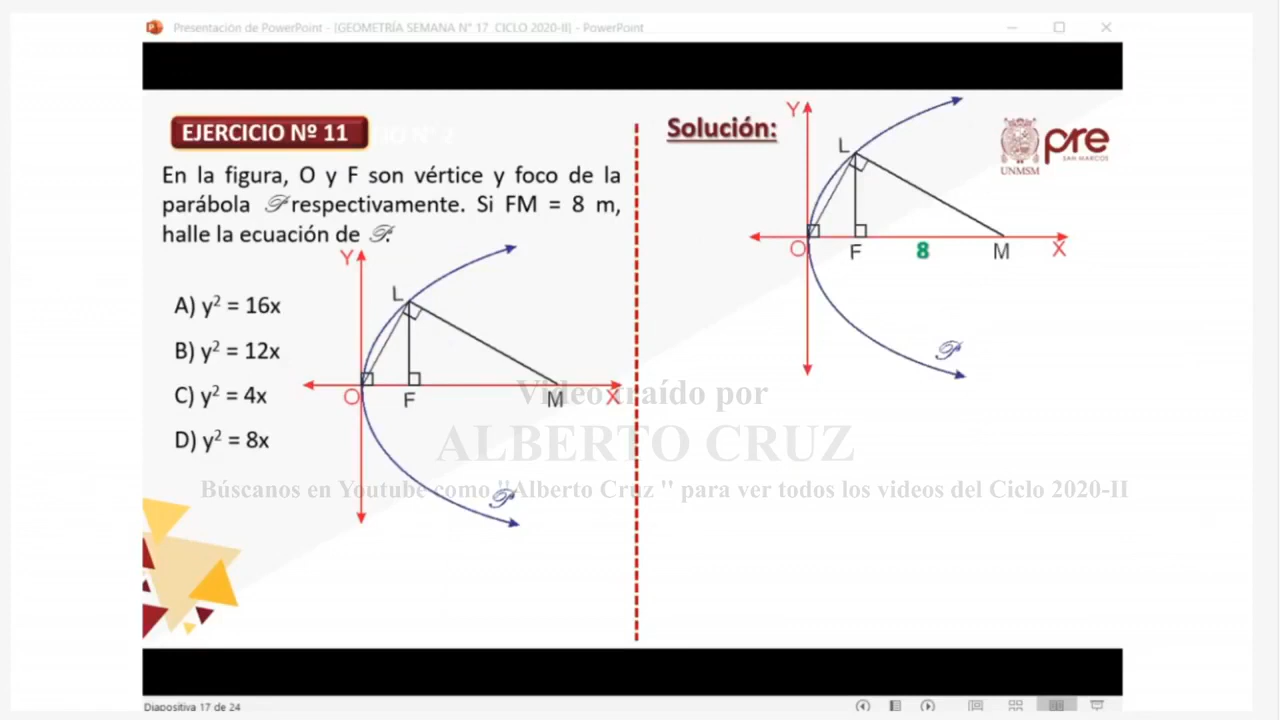 Presentación de PowerPoint - [GEOMETRÍA SEMANA N° 17 CICLO 2020-II] - PowerPoint
EJERCICIO Nº 11
En la figura, O y F son vértice y foco de la
parábola 𝒫 respectivamente. Si FM = 8 m,
halle la ecuación de 𝒫.
A) y² = 16x
B) y² = 12x
C) y² = 4x
D) y² = 8x
Y
L
O
F
M
X
𝒫
Solución:
Y
L
O
F
8
M
X
𝒫
UNMSM
pre
SAN MARCOS
Video traído por
ALBERTO CRUZ
Búscanos en Youtube como "Alberto Cruz " para ver todos los videos del Ciclo 2020-II
Diapositiva 17 de 24